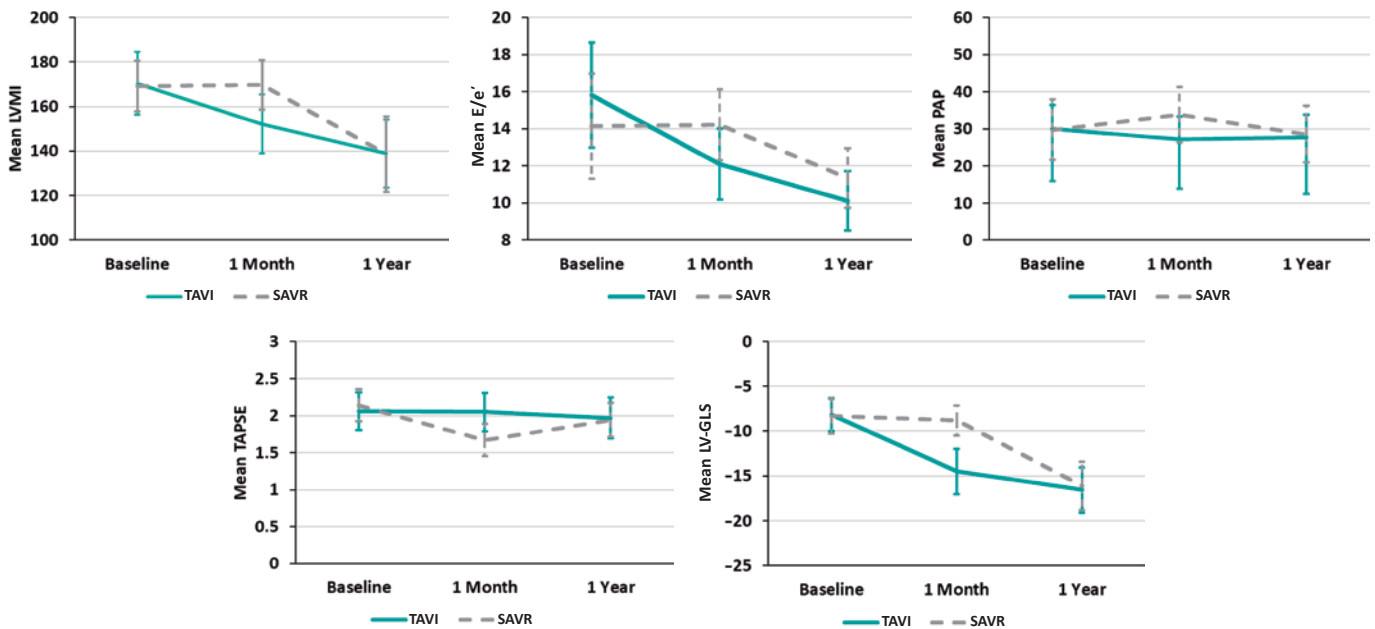 Mean LVMI
200
180
160
140
120
100
Baseline 1 Month 1 Year
TAVI SAVR
Mean E/e′
20
18
16
14
12
10
8
Baseline 1 Month 1 Year
TAVI SAVR
Mean PAP
60
50
40
30
20
10
0
Baseline 1 Month 1 Year
TAVI SAVR
Mean TAPSE
3
2.5
2
1.5
1
0.5
0
Baseline 1 Month 1 Year
TAVI SAVR
Mean LV-GLS
0
−5
−10
−15
−20
−25
Baseline 1 Month 1 Year
TAVI SAVR